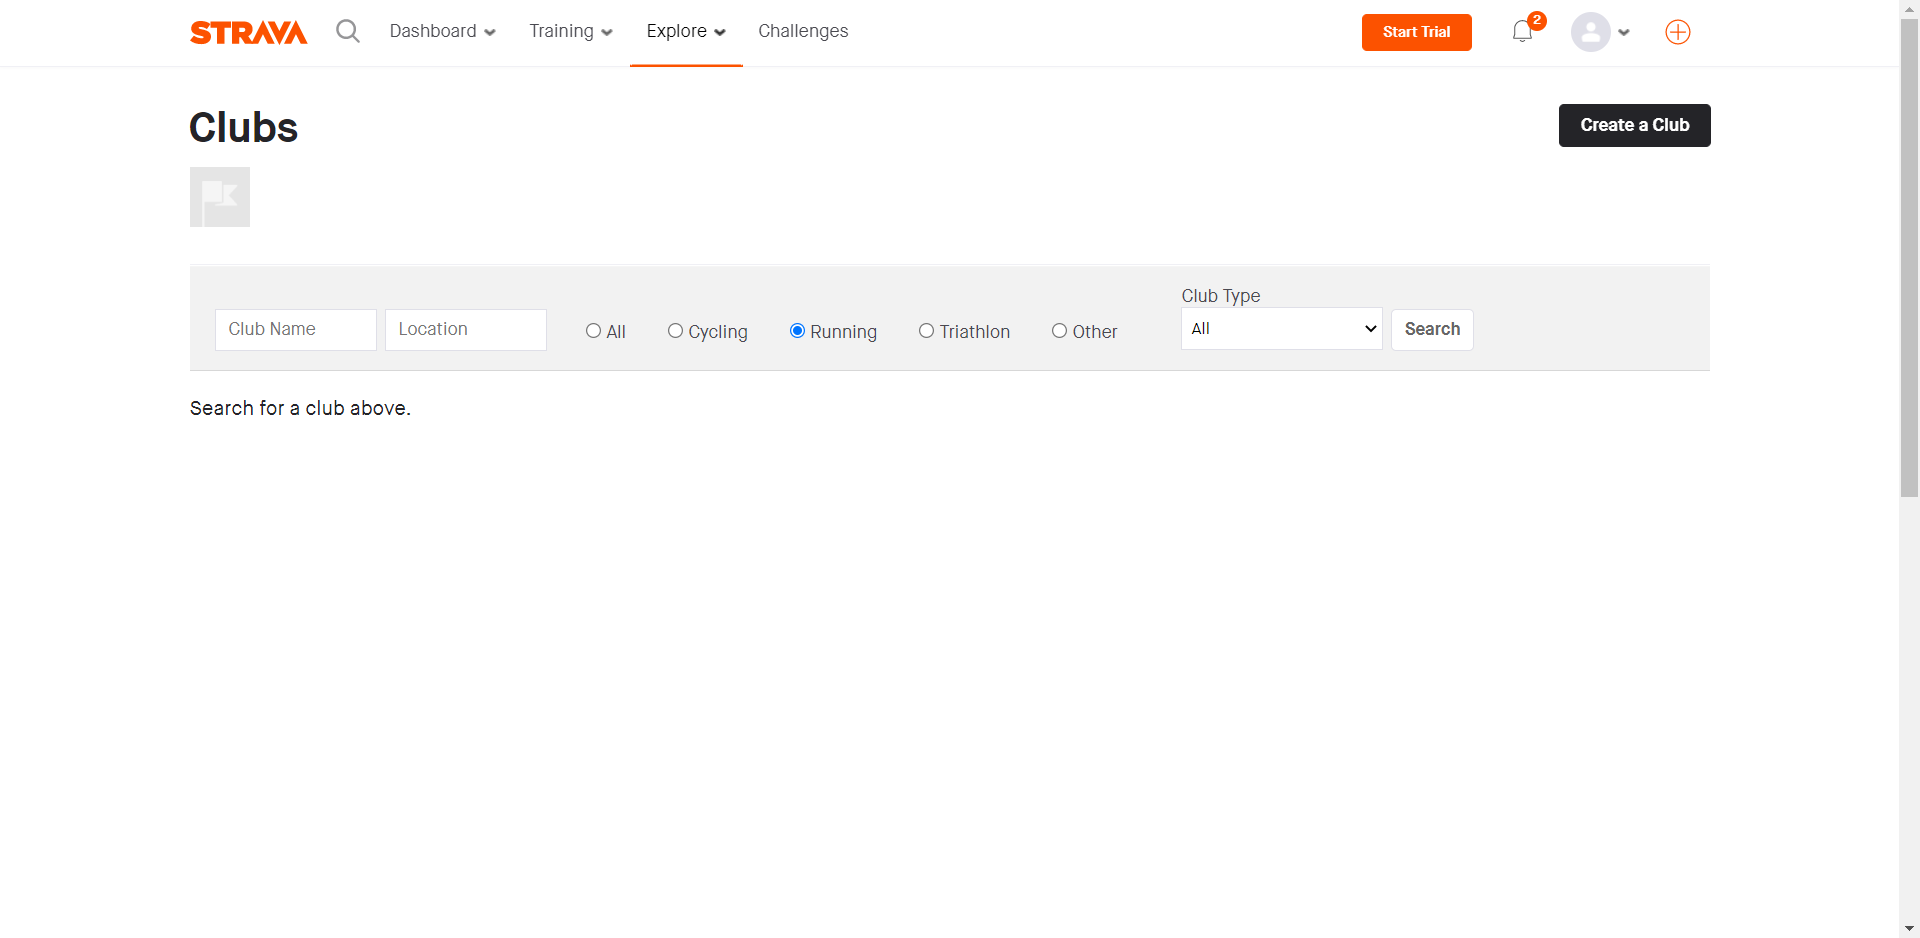 STRAVA
Dashboard
Training
Explore
Challenges
Start Trial
2
Clubs
Create a Club
Club Type
Club Name
Location
All
Cycling
Running
Triathlon
Other
All
Search
Search for a club above.